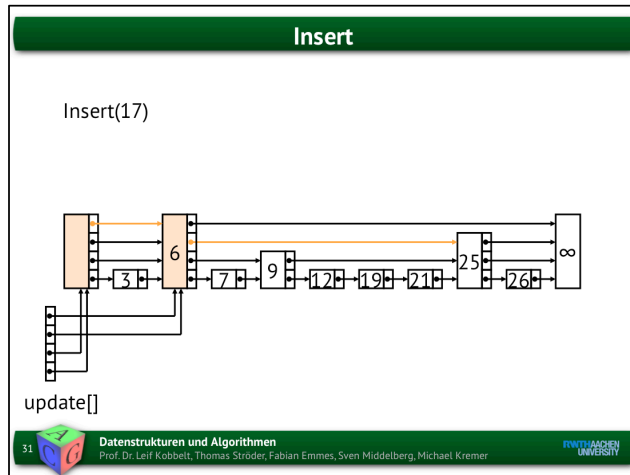 Insert
Insert(17)
6
25
∞
9
3
7
12
19
21
26
update[]
31
A
C
G
Datenstrukturen und Algorithmen
Prof. Dr. Leif Kobbelt, Thomas Ströder, Fabian Emmes, Sven Middelberg, Michael Kremer
RWTHAACHEN
UNIVERSITY